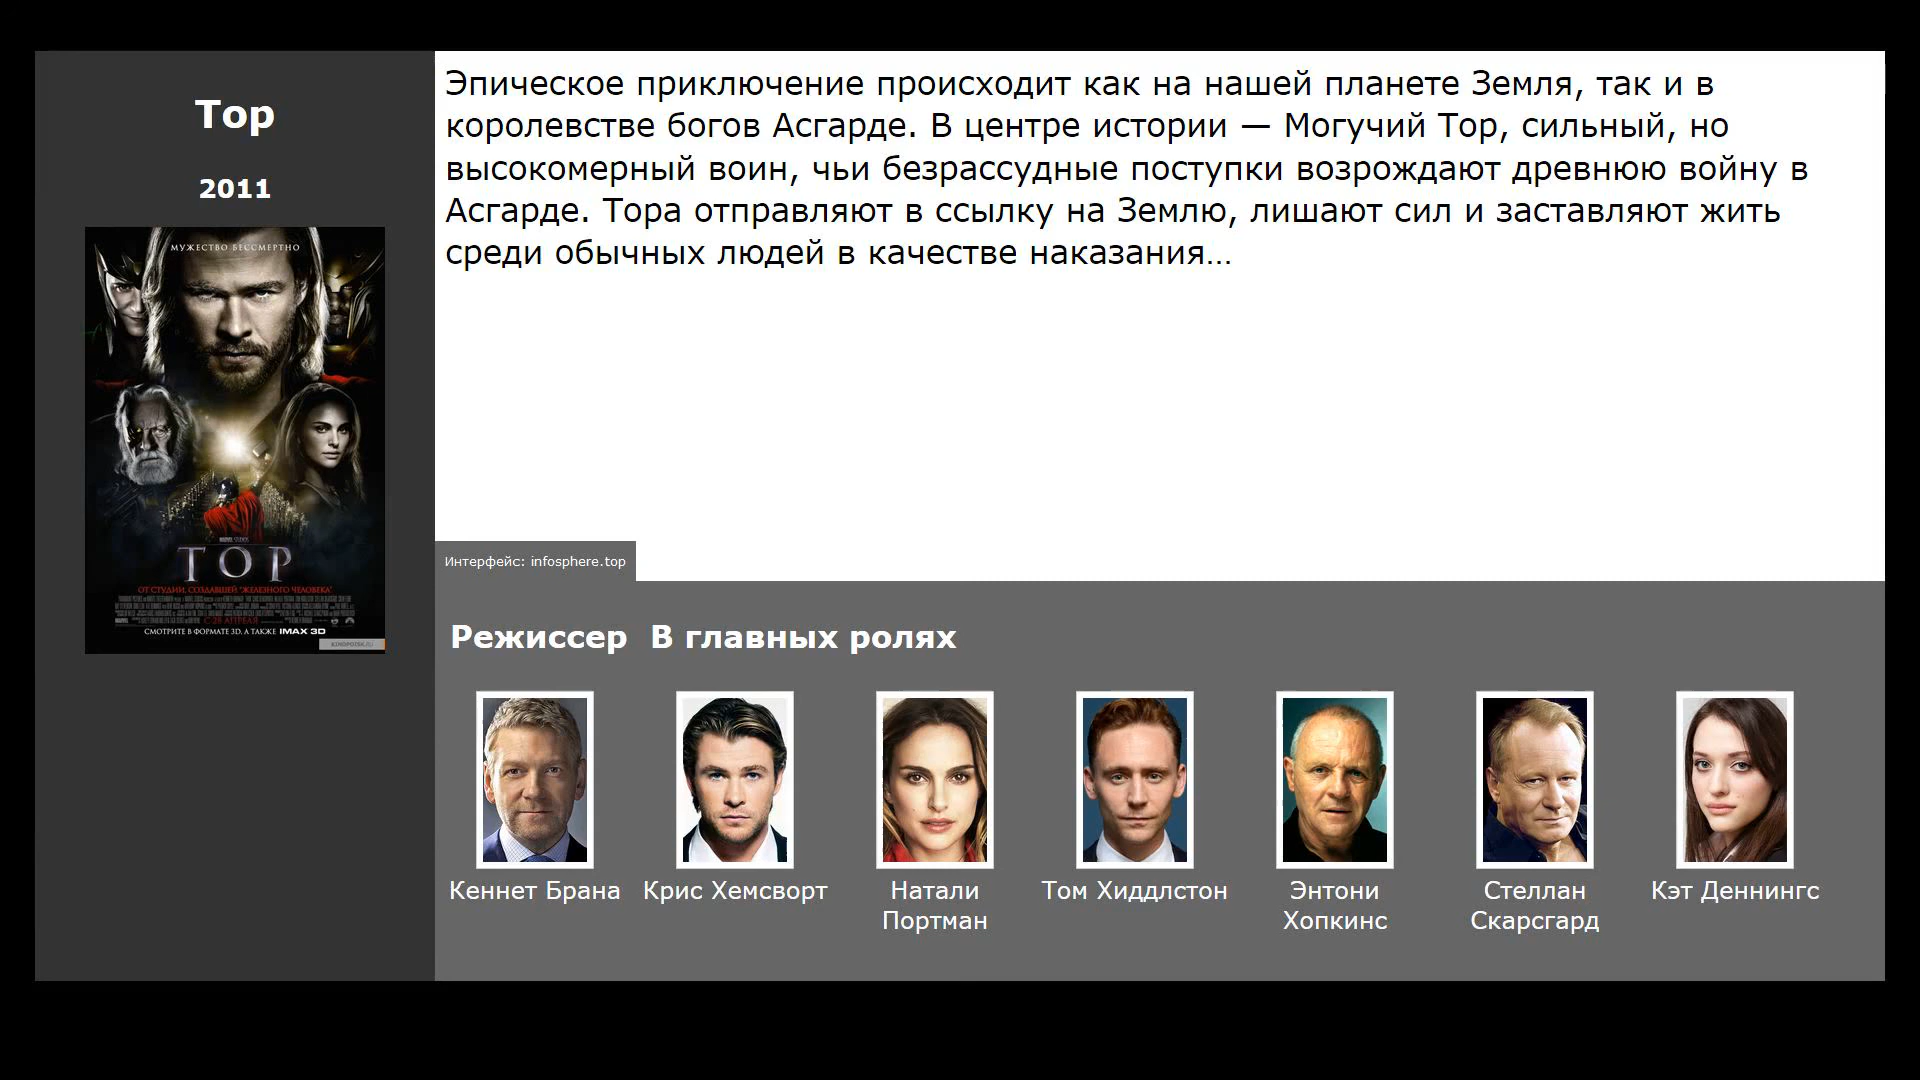 Тор
2011
МУЖЕСТВО БЕССМЕРТНО
ТОР
ОТ СТУДИИ, СОЗДАВШЕЙ "ЖЕЛЕЗНОГО ЧЕЛОВЕКА"
С 28 АПРЕЛЯ
СМОТРИТЕ В ФОРМАТЕ 3D, А ТАКЖЕ IMAX 3D
KINOPOISK.RU
Эпическое приключение происходит как на нашей планете Земля, так и в
королевстве богов Асгарде. В центре истории — Могучий Тор, сильный, но
высокомерный воин, чьи безрассудные поступки возрождают древнюю войну в
Асгарде. Тора отправляют в ссылку на Землю, лишают сил и заставляют жить
среди обычных людей в качестве наказания…
Интерфейс: infosphere.top
Режиссер В главных ролях
Кеннет Брана
Крис Хемсворт
Натали
Портман
Том Хиддлстон
Энтони
Хопкинс
Стеллан
Скарсгард
Кэт Деннингс